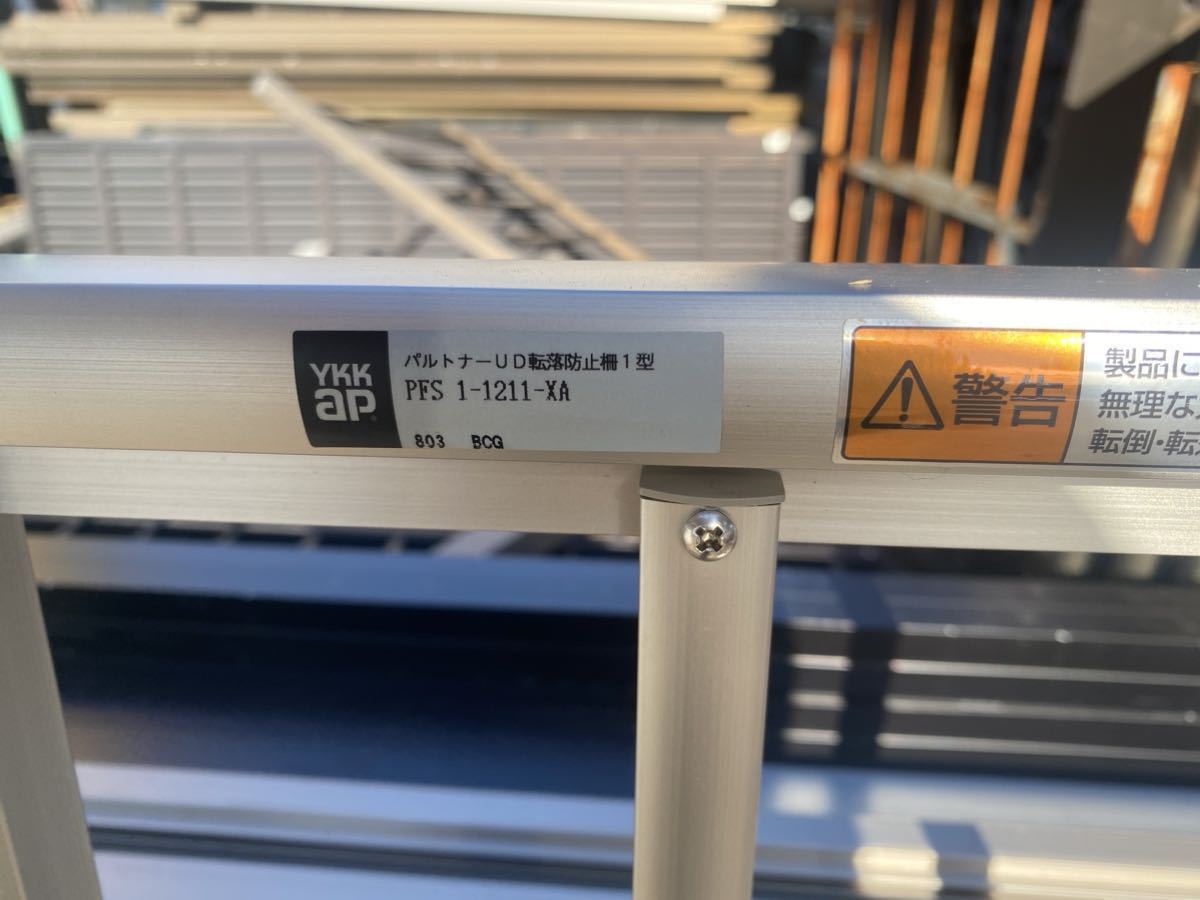 YKK
ap
パルトナーUD転落防止柵1型
PFS 1-1211-XA
803 BCG
警告
製品に
無理な
転倒・転